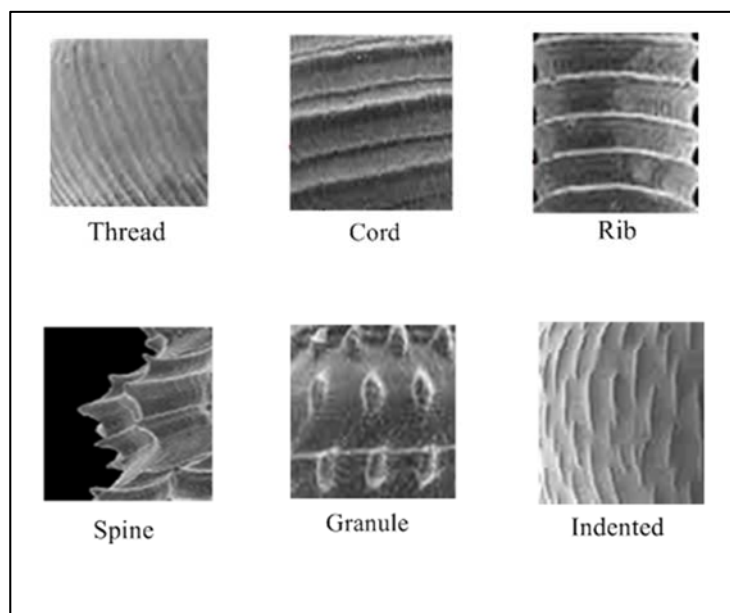 Thread
Cord
Rib
Spine
Granule
Indented